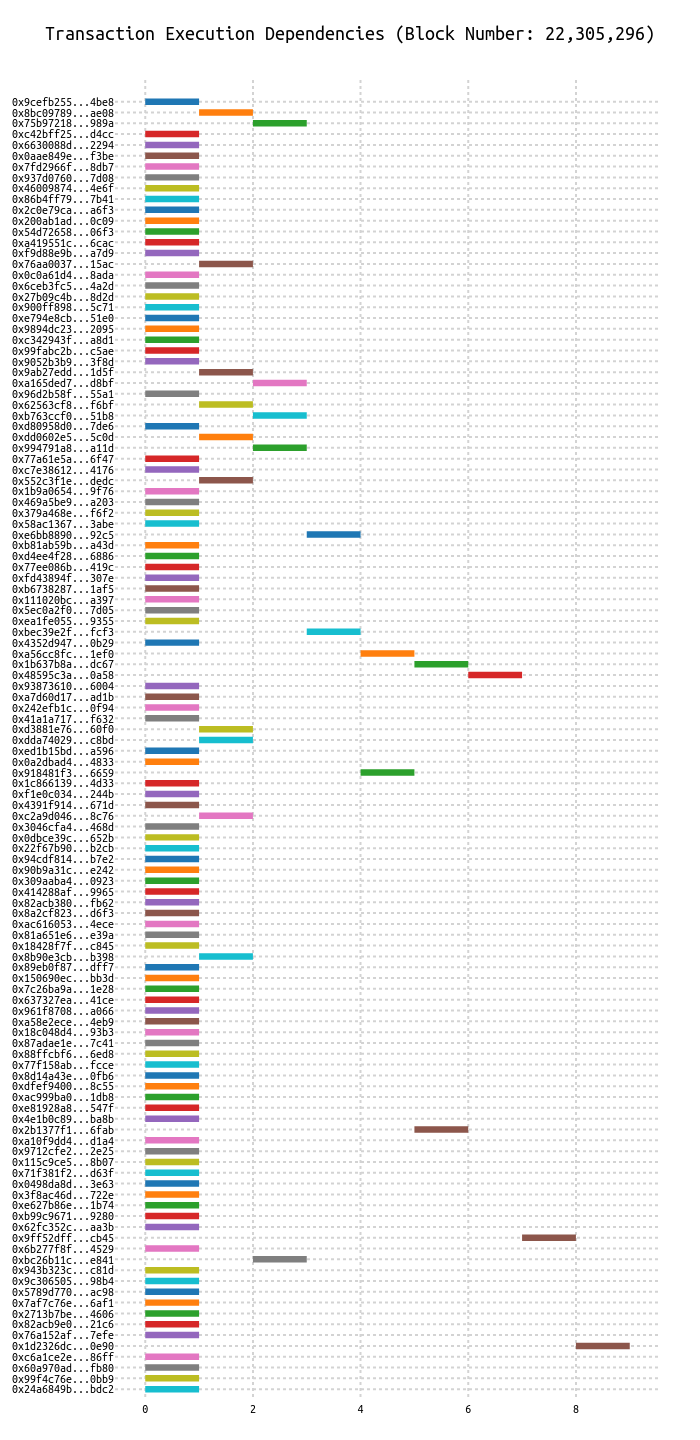 Transaction Execution Dependencies (Block Number: 22,305,296)
0x9cefb255...4be8
0x8bc09789...ae08
0x75b97218...989a
0xc42bff25...d4cc
0x6630088d...2294
0x0aae849e...f3be
0x7fd2966f...8db7
0x937d0760...7d08
0x46009874...4e6f
0x86b4ff79...7b41
0x2c0e79ca...a6f3
0x200ab1ad...0c09
0x54d72658...06f3
0xa419551c...6cac
0xf9d88e9b...a7d9
0x76aa0037...15ac
0x0c0a61d4...8ada
0x6ceb3fc5...4a2d
0x27b09c4b...8d2d
0x900ff898...5c71
0xe794e8cb...51e0
0x9894dc23...2095
0xc342943f...a8d1
0x99fabc2b...c5ae
0x9052b3b9...3f8d
0x9ab27edd...1d5f
0xa165ded7...d8bf
0x96d2b58f...55a1
0x62563cf8...f6bf
0xb763ccf0...51b8
0xd80958d0...7de6
0xdd0602e5...5c0d
0x994791a8...a11d
0x77a61e5a...6f47
0xc7e38612...4176
0x552c3f1e...dedc
0x1b9a0654...9f76
0x469a5be9...a203
0x379a468e...f6f2
0x58ac1367...3abe
0xe6bb8890...92c5
0xb81ab59b...a43d
0xd4ee4f28...6886
0x77ee086b...419c
0xfd43894f...307e
0xb6738287...1af5
0x111020bc...a397
0x5ec0a2f0...7d05
0xea1fe055...9355
0xbec39e2f...fcf3
0x4352d947...0b29
0xa56cc8fc...1ef0
0x1b637b8a...dc67
0x48595c3a...0a58
0x93873610...6004
0xa7d60d17...ad1b
0x242efb1c...0f94
0x41a1a717...f632
0xd3881e76...60f0
0xdda74029...c8bd
0xed1b15bd...a596
0x0a2dbad4...4833
0x918481f3...6659
0x1c866139...4d33
0xf1e0c034...244b
0x4391f914...671d
0xc2a9d046...8c76
0x3046cfa4...468d
0x0dbce39c...652b
0x22f67b90...b2cb
0x94cdf814...b7e2
0x90b9a31c...e242
0x309aaba4...0923
0x414288af...9965
0x82acb380...fb62
0x8a2cf823...d6f3
0xac616053...4ece
0x81a651e6...e39a
0x18428f7f...c845
0x8b90e3cb...b398
0x89eb0f87...dff7
0x150690ec...bb3d
0x7c26ba9a...1e28
0x637327ea...41ce
0x961f8708...a066
0xa58e2ece...4eb9
0x18c048d4...93b3
0x87adae1e...7c41
0x88ffcbf6...6ed8
0x77f158ab...fcce
0x8d14a43e...0fb6
0xdfef9400...8c55
0xac999ba0...1db8
0xe81928a8...547f
0x4e1b0c89...ba8b
0x2b1377f1...6fab
0xa10f9dd4...d1a4
0x9712cfe2...2e25
0x115c9ce5...8b07
0x71f381f2...d63f
0x0498da8d...3e63
0x3f8ac46d...722e
0xe627b86e...1b74
0xb99c9671...9280
0x62fc352c...aa3b
0x9ff52dff...cb45
0x6b277f8f...4529
0xbc26b11c...e841
0x943b323c...c81d
0x9c306505...98b4
0x5789d770...ac98
0x7af7c76e...6af1
0x2713b7be...4606
0x82acb9e0...21c6
0x76a152af...7efe
0x1d2326dc...0e90
0xc6a1ce2e...86ff
0x60a970ad...fb80
0x99f4c76e...0bb9
0x24a6849b...bdc2
0 2 4 6 8